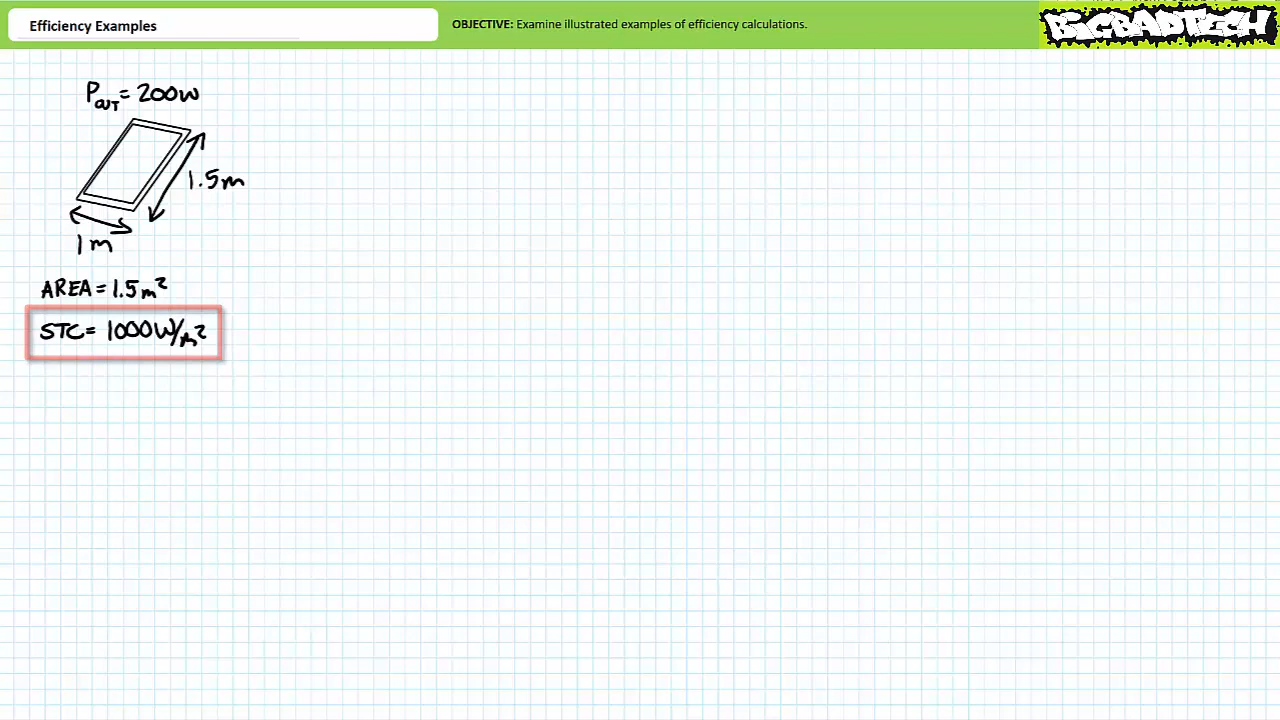 Efficiency Examples
OBJECTIVE: Examine illustrated examples of efficiency calculations.
BIGBADTECH
POUT = 200W
1.5m
1m
AREA = 1.5m²
STC = 1000W/m²